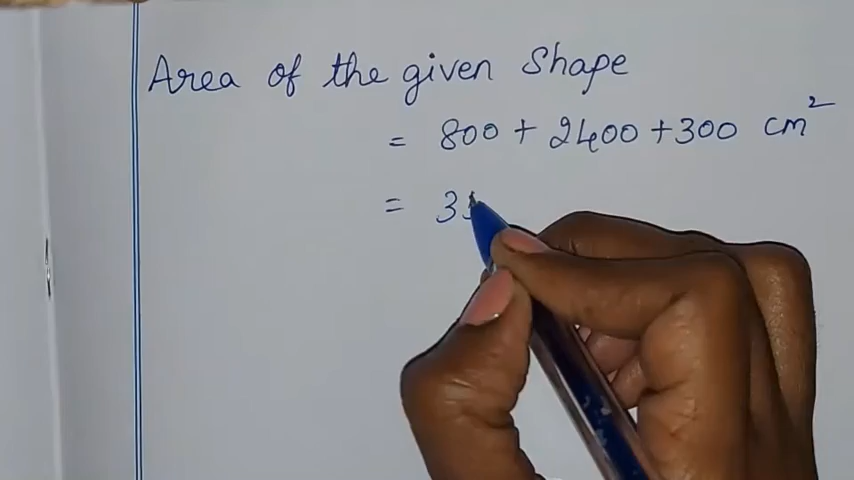 Area of the given Shape
= 800 + 2400 + 300 cm²
= 3